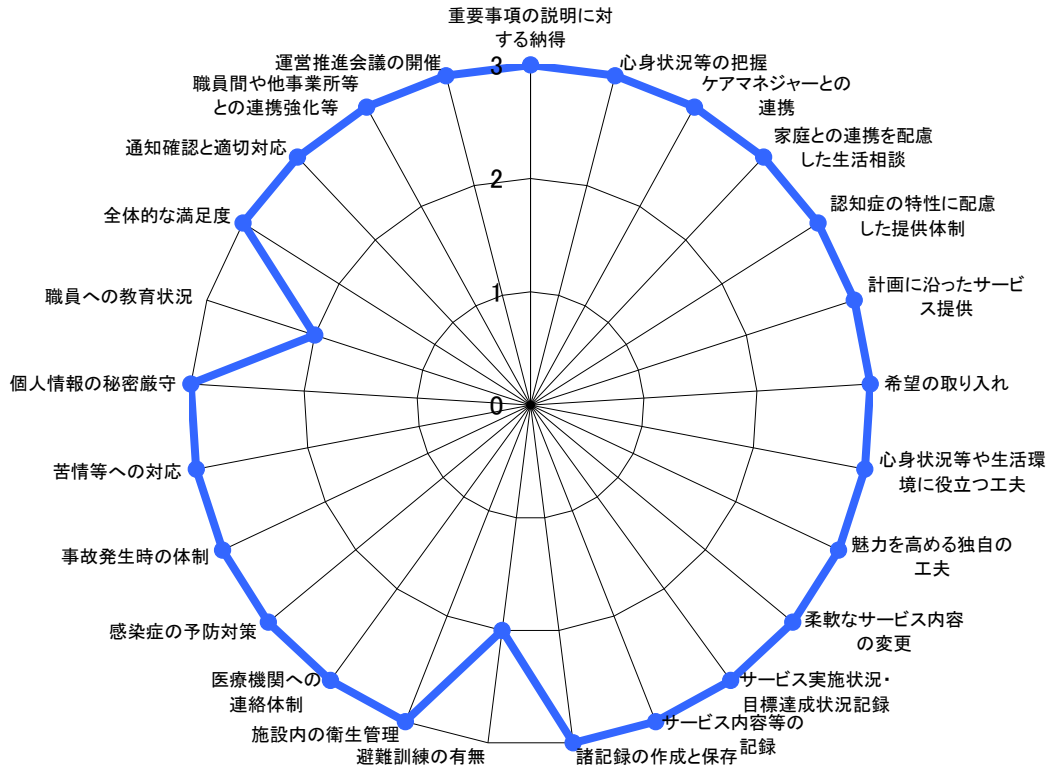 重要事項の説明に対
する納得
心身状況等の把握
ケアマネジャーとの
連携
家庭との連携を配慮
した生活相談
認知症の特性に配慮
した提供体制
計画に沿ったサービ
ス提供
希望の取り入れ
心身状況等や生活環
境に役立つ工夫
魅力を高める独自の
工夫
柔軟なサービス内容
の変更
サービス実施状況・
目標達成状況記録
サービス内容等の
記録
諸記録の作成と保存
避難訓練の有無
施設内の衛生管理
医療機関への
連絡体制
感染症の予防対策
事故発生時の体制
苦情等への対応
個人情報の秘密厳守
職員への教育状況
全体的な満足度
通知確認と適切対応
職員間や他事業所等
との連携強化等
運営推進会議の開催
3
2
1
0